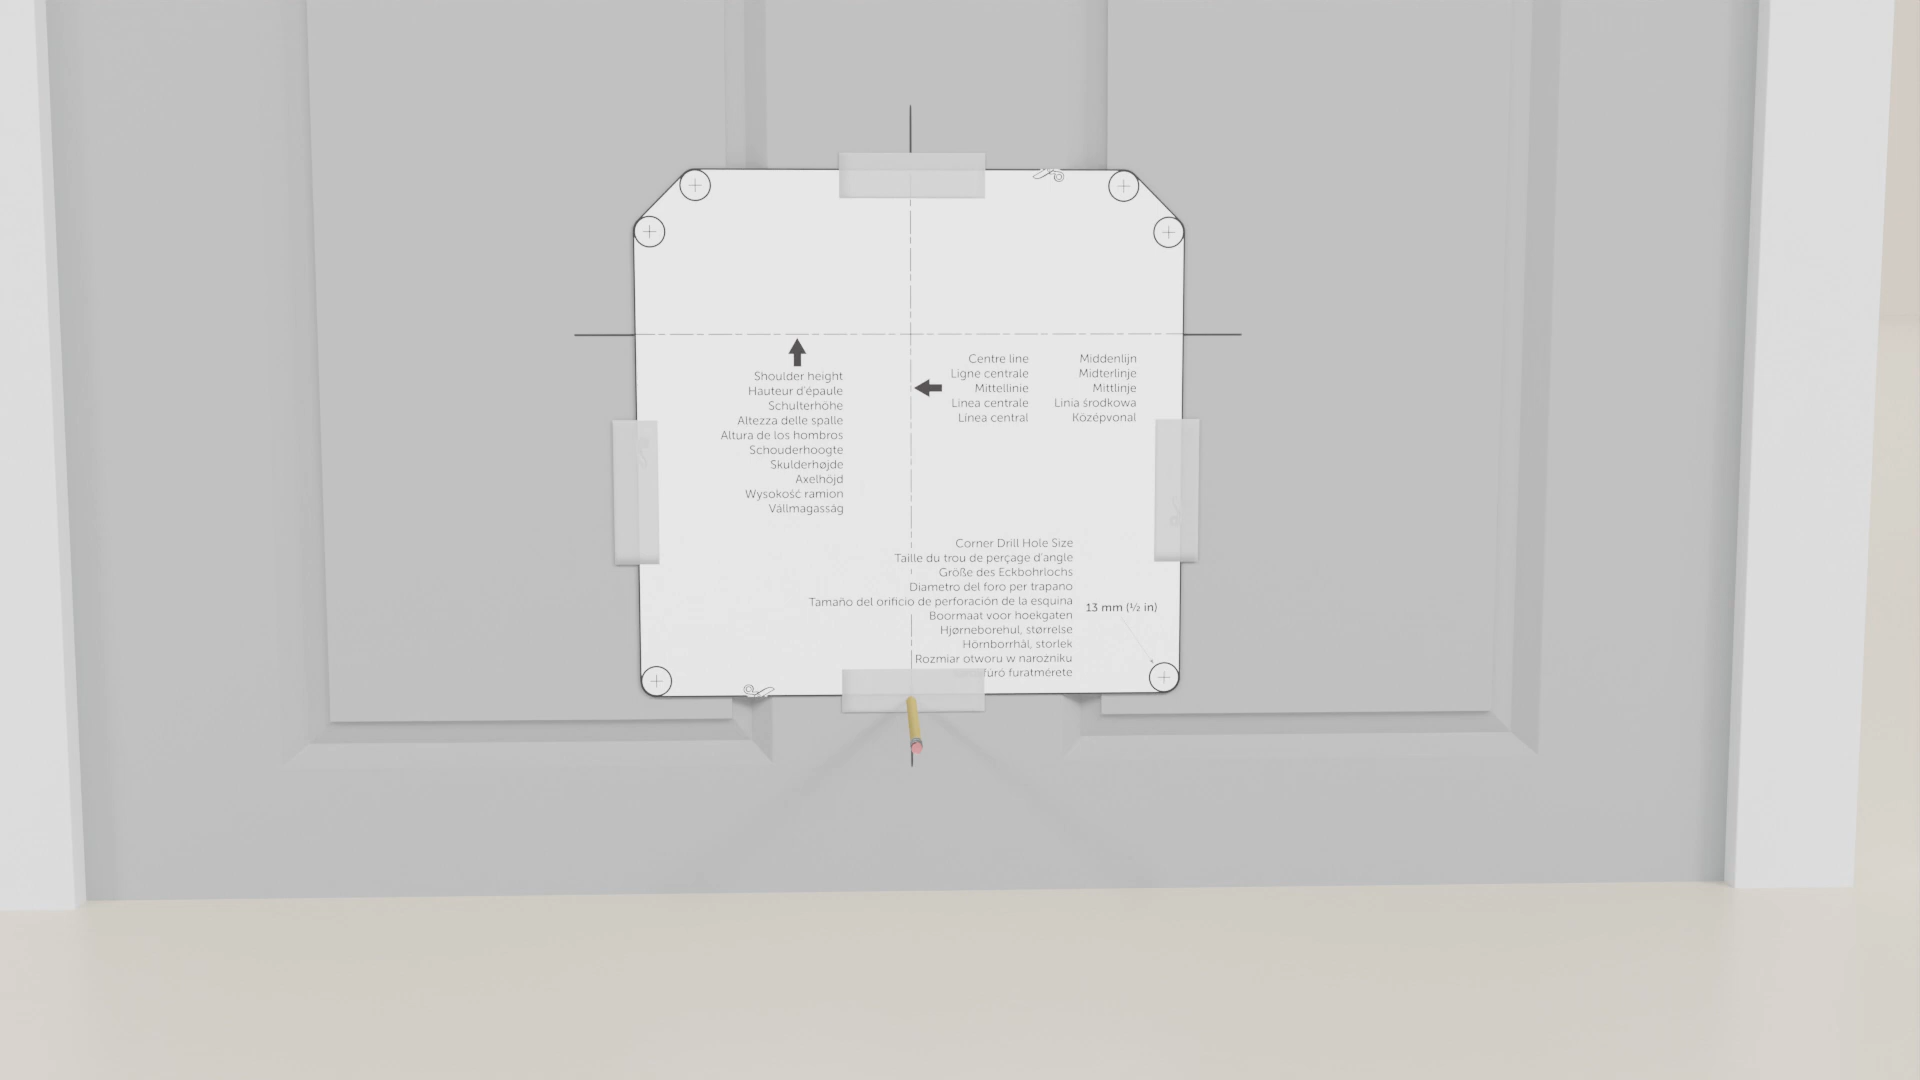 Shoulder height
Hauteur d'épaule
Schulterhöhe
Altezza delle spalle
Altura de los hombros
Schouderhoogte
Skulderhøjde
Axelhöjd
Wysokość ramion
Vállmagasság
Centre line
Ligne centrale
Mittellinie
Linea centrale
Línea central
Middenlijn
Midterlinje
Mittlinje
Linia środkowa
Középvonal
Corner Drill Hole Size
Taille du trou de perçage d'angle
Größe des Eckbohrlochs
Diametro del foro per trapano
Tamaño del orificio de perforación de la esquina
Boormaat voor hoekgaten
Hjørneborehul, størrelse
Hörnborrhål, storlek
Rozmiar otworu w narożniku
furatmérete
13 mm (½ in)